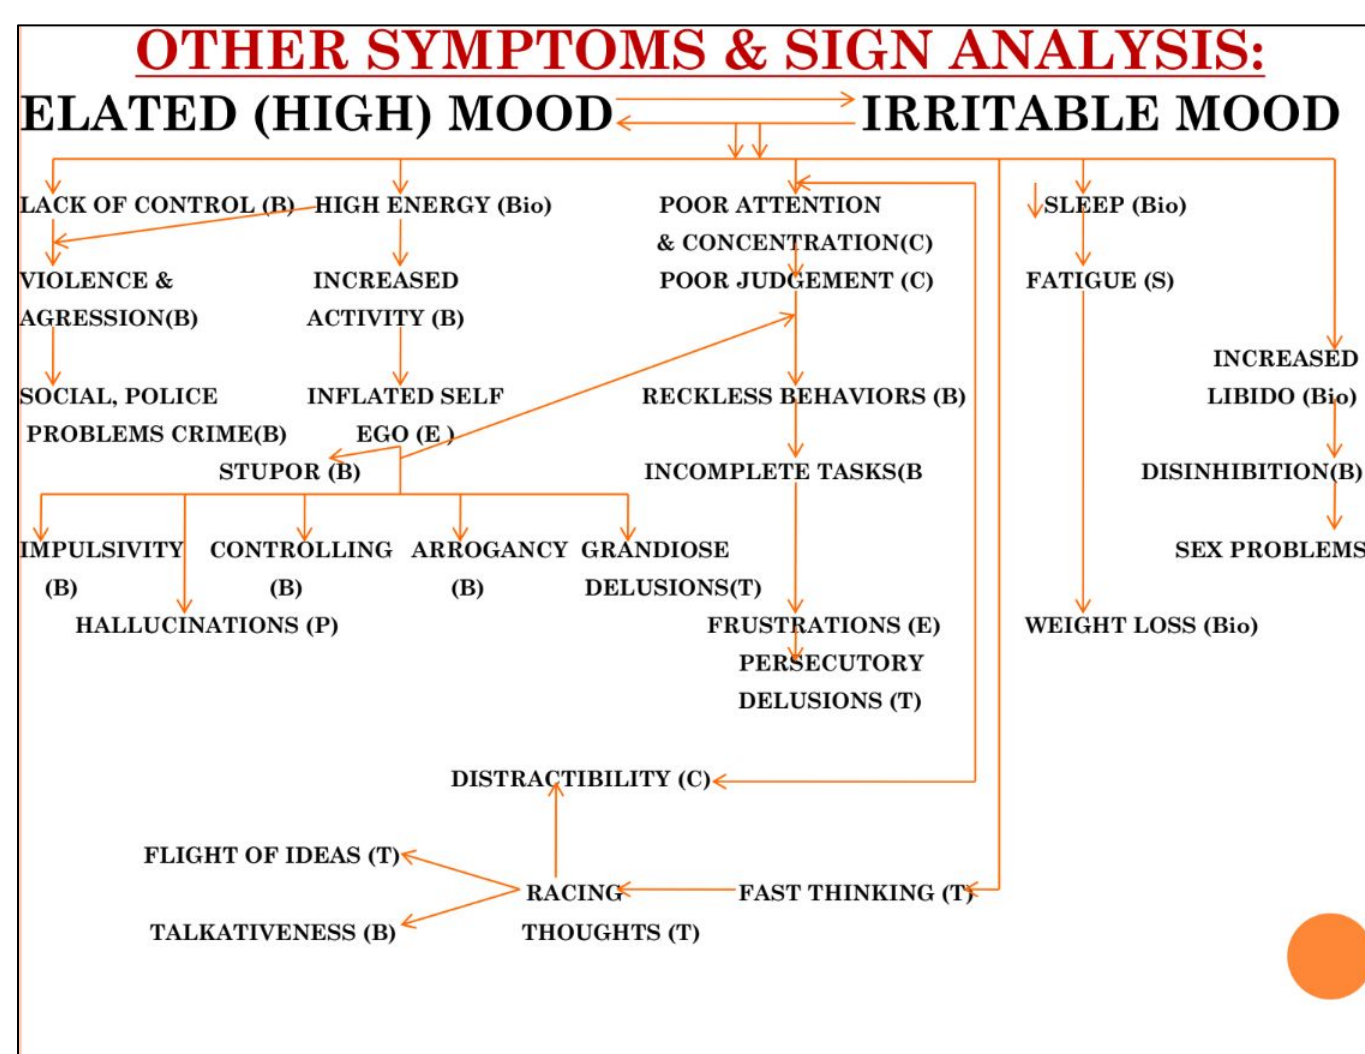 OTHER SYMPTOMS & SIGN ANALYSIS:
ELATED (HIGH) MOOD IRRITABLE MOOD
LACK OF CONTROL (B) HIGH ENERGY (Bio) POOR ATTENTION SLEEP (Bio)
& CONCENTRATION(C)
VIOLENCE & INCREASED POOR JUDGEMENT (C) FATIGUE (S)
AGRESSION(B) ACTIVITY (B)
INCREASED
SOCIAL, POLICE INFLATED SELF RECKLESS BEHAVIORS (B) LIBIDO (Bio)
PROBLEMS CRIME(B) EGO (E )
STUPOR (B) INCOMPLETE TASKS(B DISINHIBITION(B)
IMPULSIVITY CONTROLLING ARROGANCY GRANDIOSE SEX PROBLEMS
(B) (B) (B) DELUSIONS(T)
HALLUCINATIONS (P) FRUSTRATIONS (E) WEIGHT LOSS (Bio)
PERSECUTORY
DELUSIONS (T)
DISTRACTIBILITY (C)
FLIGHT OF IDEAS (T)
RACING FAST THINKING (T)
TALKATIVENESS (B) THOUGHTS (T)